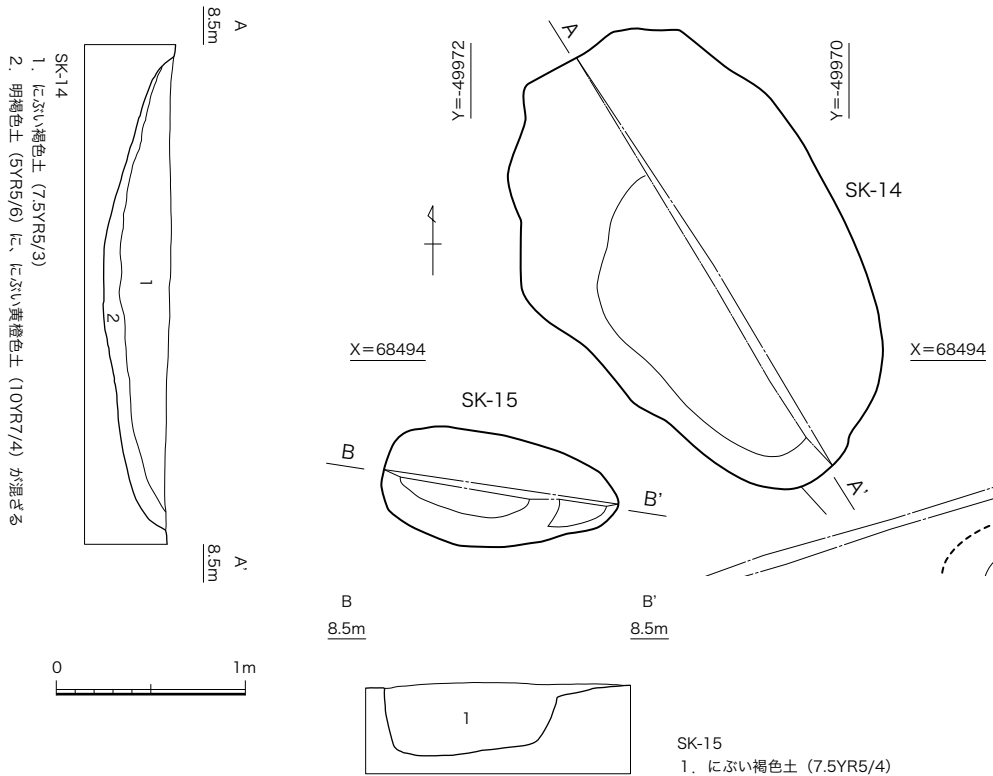 A
8.5m
SK-14
1. にぶい褐色土（7.5YR5/3）
2. 明褐色土（5YR5/6）に、にぶい黄橙色土（10YR7/4）が混ざる
1
2
A'
8.5m
Y=-49972
Y=-49970
A
SK-14
X=68494
X=68494
SK-15
B
B'
A'
B
B'
8.5m
8.5m
0
1m
1
SK-15
1. にぶい褐色土（7.5YR5/4）